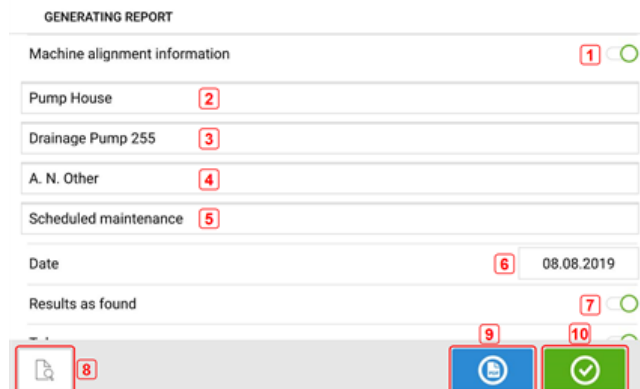 GENERATING REPORT
Machine alignment information 1
Pump House 2
Drainage Pump 255 3
A. N. Other 4
Scheduled maintenance 5
Date 6 08.08.2019
Results as found 7
8 9 10